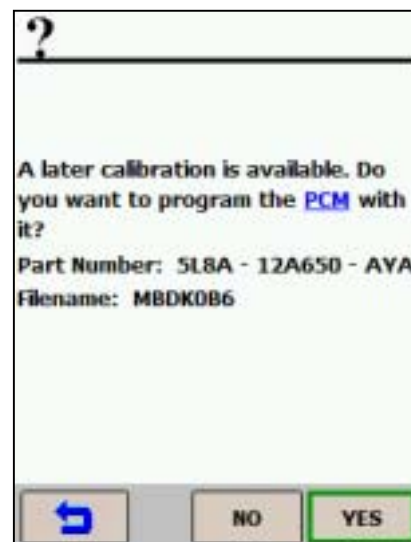 ?
A later calibration is available. Do
you want to program the PCM with
it?
Part Number: 5L8A - 12A650 - AYA
Filename: MBDK0B6
NO YES